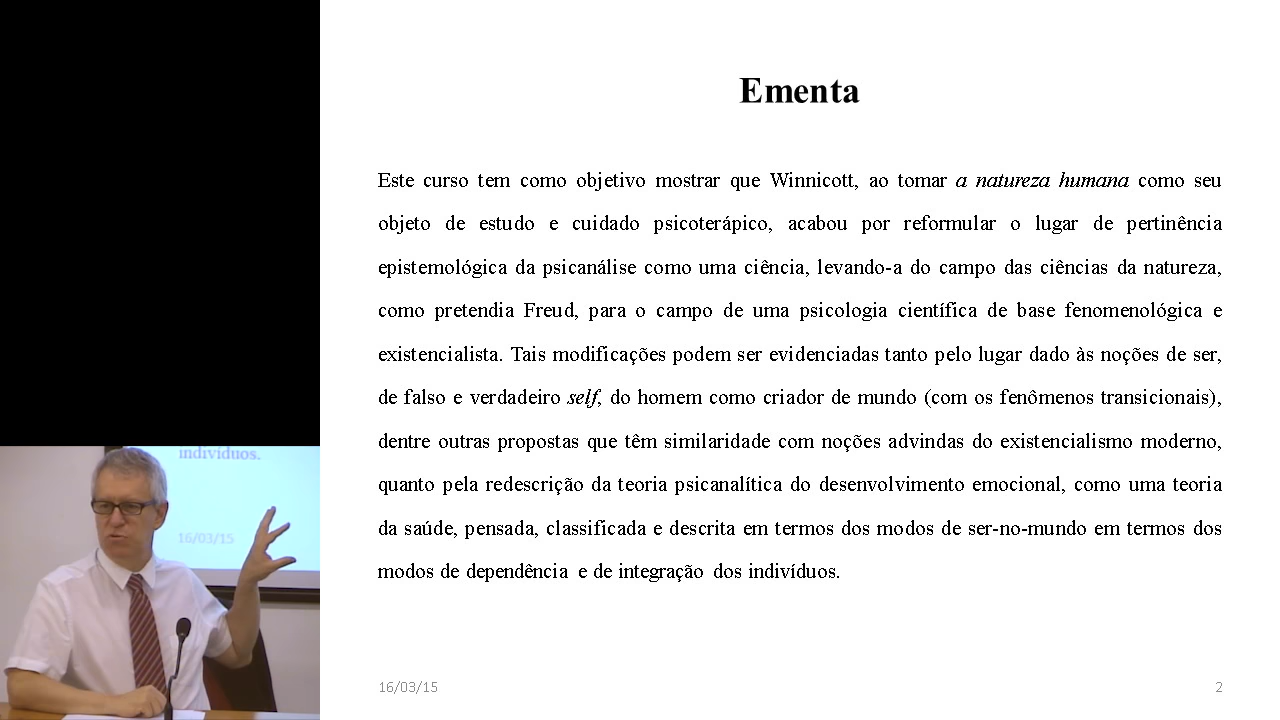 Ementa
Este curso tem como objetivo mostrar que Winnicott, ao tomar a natureza humana como seu
objeto de estudo e cuidado psicoterápico, acabou por reformular o lugar de pertinência
epistemológica da psicanálise como uma ciência, levando-a do campo das ciências da natureza,
como pretendia Freud, para o campo de uma psicologia científica de base fenomenológica e
existencialista. Tais modificações podem ser evidenciadas tanto pelo lugar dado às noções de ser,
de falso e verdadeiro self, do homem como criador de mundo (com os fenômenos transicionais),
dentre outras propostas que têm similaridade com noções advindas do existencialismo moderno,
quanto pela redescrição da teoria psicanalítica do desenvolvimento emocional, como uma teoria
da saúde, pensada, classificada e descrita em termos dos modos de ser-no-mundo em termos dos
modos de dependência e de integração dos indivíduos.
16/03/15
2
indivíduos.
16/03/15